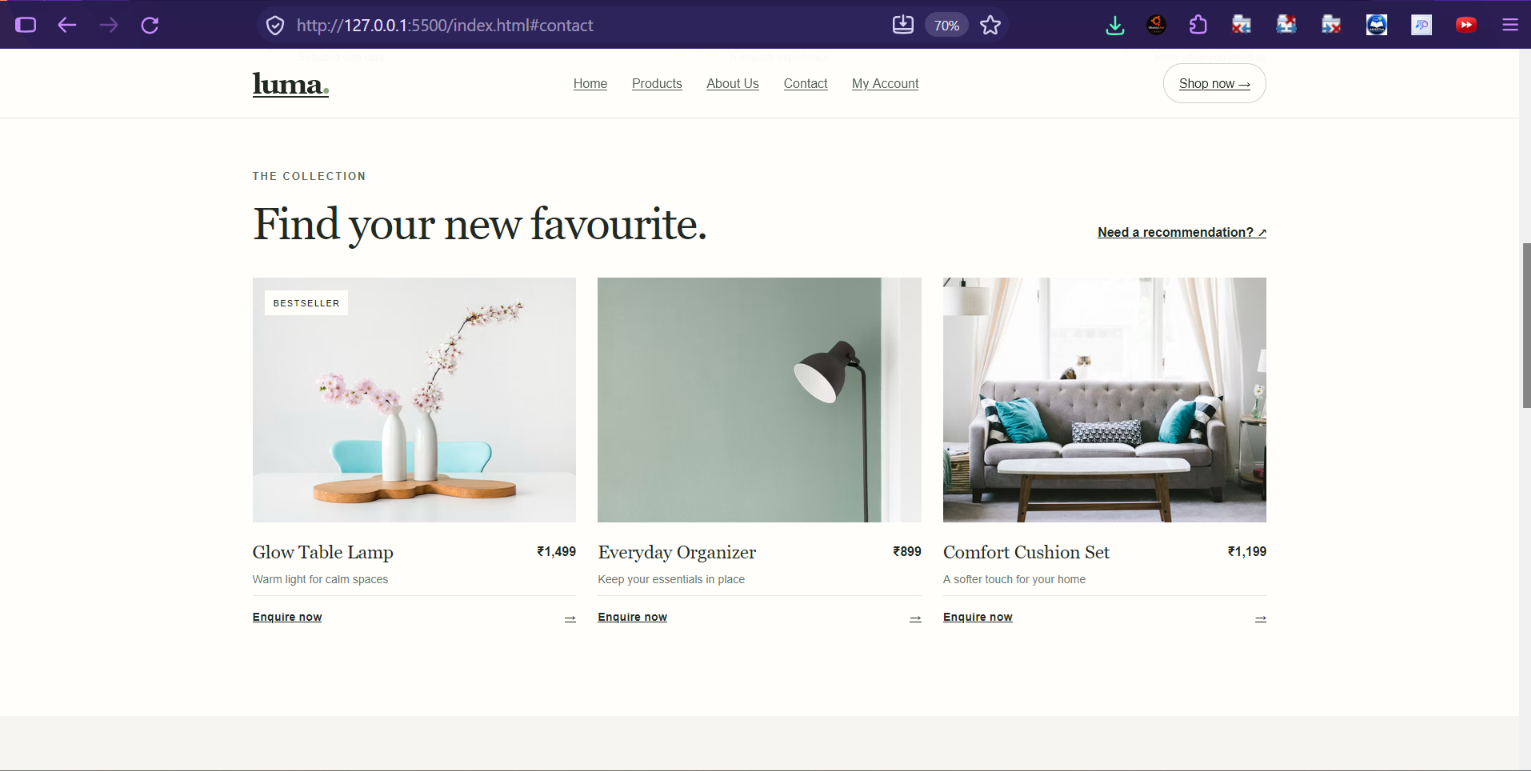 http://127.0.0.1:5500/index.html#contact
70%
luma.
Home Products About Us Contact My Account
Shop now →
THE COLLECTION
Find your new favourite.
Need a recommendation? ↗
BESTSELLER
Glow Table Lamp ₹1,499
Warm light for calm spaces
Enquire now →
Everyday Organizer ₹899
Keep your essentials in place
Enquire now →
Comfort Cushion Set ₹1,199
A softer touch for your home
Enquire now →